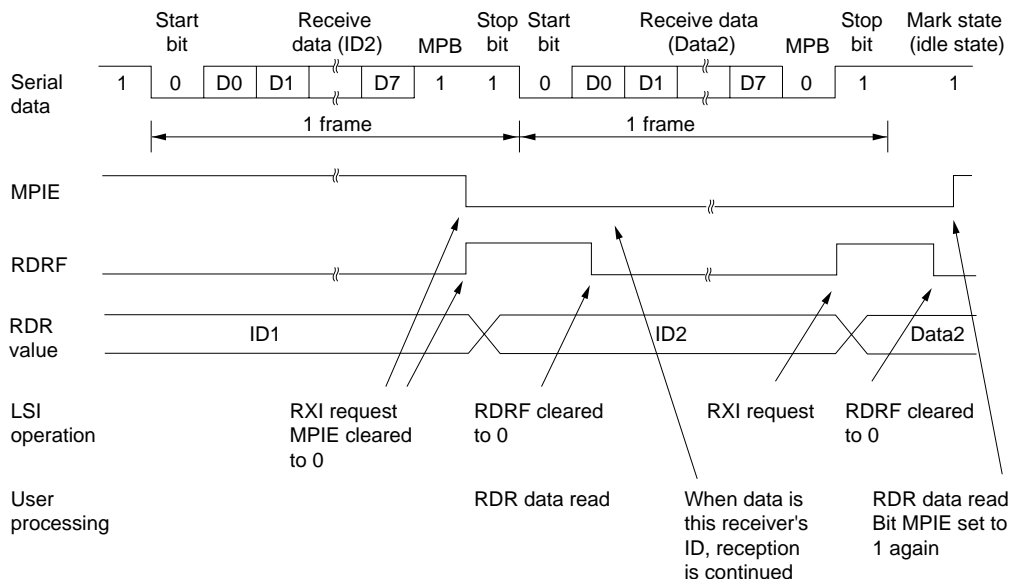 Start bit
Receive data (ID2)
MPB
Stop bit
Start bit
Receive data (Data2)
MPB
Stop bit
Mark state (idle state)
Serial data
1 0 D0 D1 D7 1 1 0 D0 D1 D7 0 1 1
1 frame
1 frame
MPIE
RDRF
RDR value
ID1
ID2
Data2
LSI operation
RXI request
MPIE cleared
to 0
RDRF cleared
to 0
RXI request
RDRF cleared
to 0
User processing
RDR data read
When data is
this receiver's
ID, reception
is continued
RDR data read
Bit MPIE set to
1 again